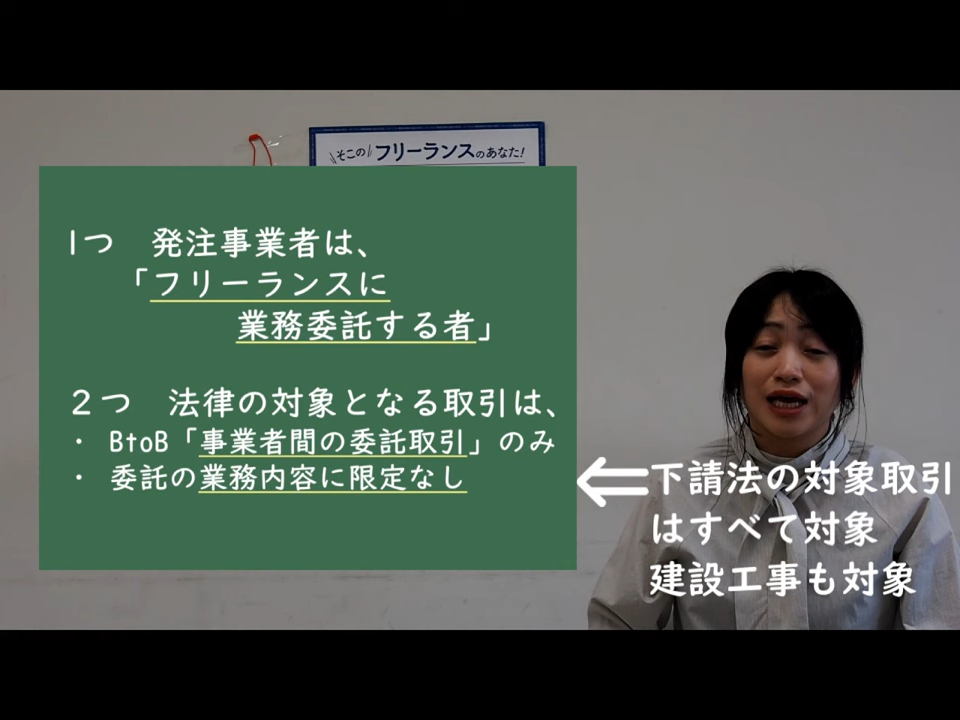 \\そこの// フリーランスのあなた!
1つ　発注事業者は、
「フリーランスに
業務委託する者」
２つ　法律の対象となる取引は、
・ BtoB「事業者間の委託取引」のみ
・ 委託の業務内容に限定なし
⇐下請法の対象取引
はすべて対象
建設工事も対象